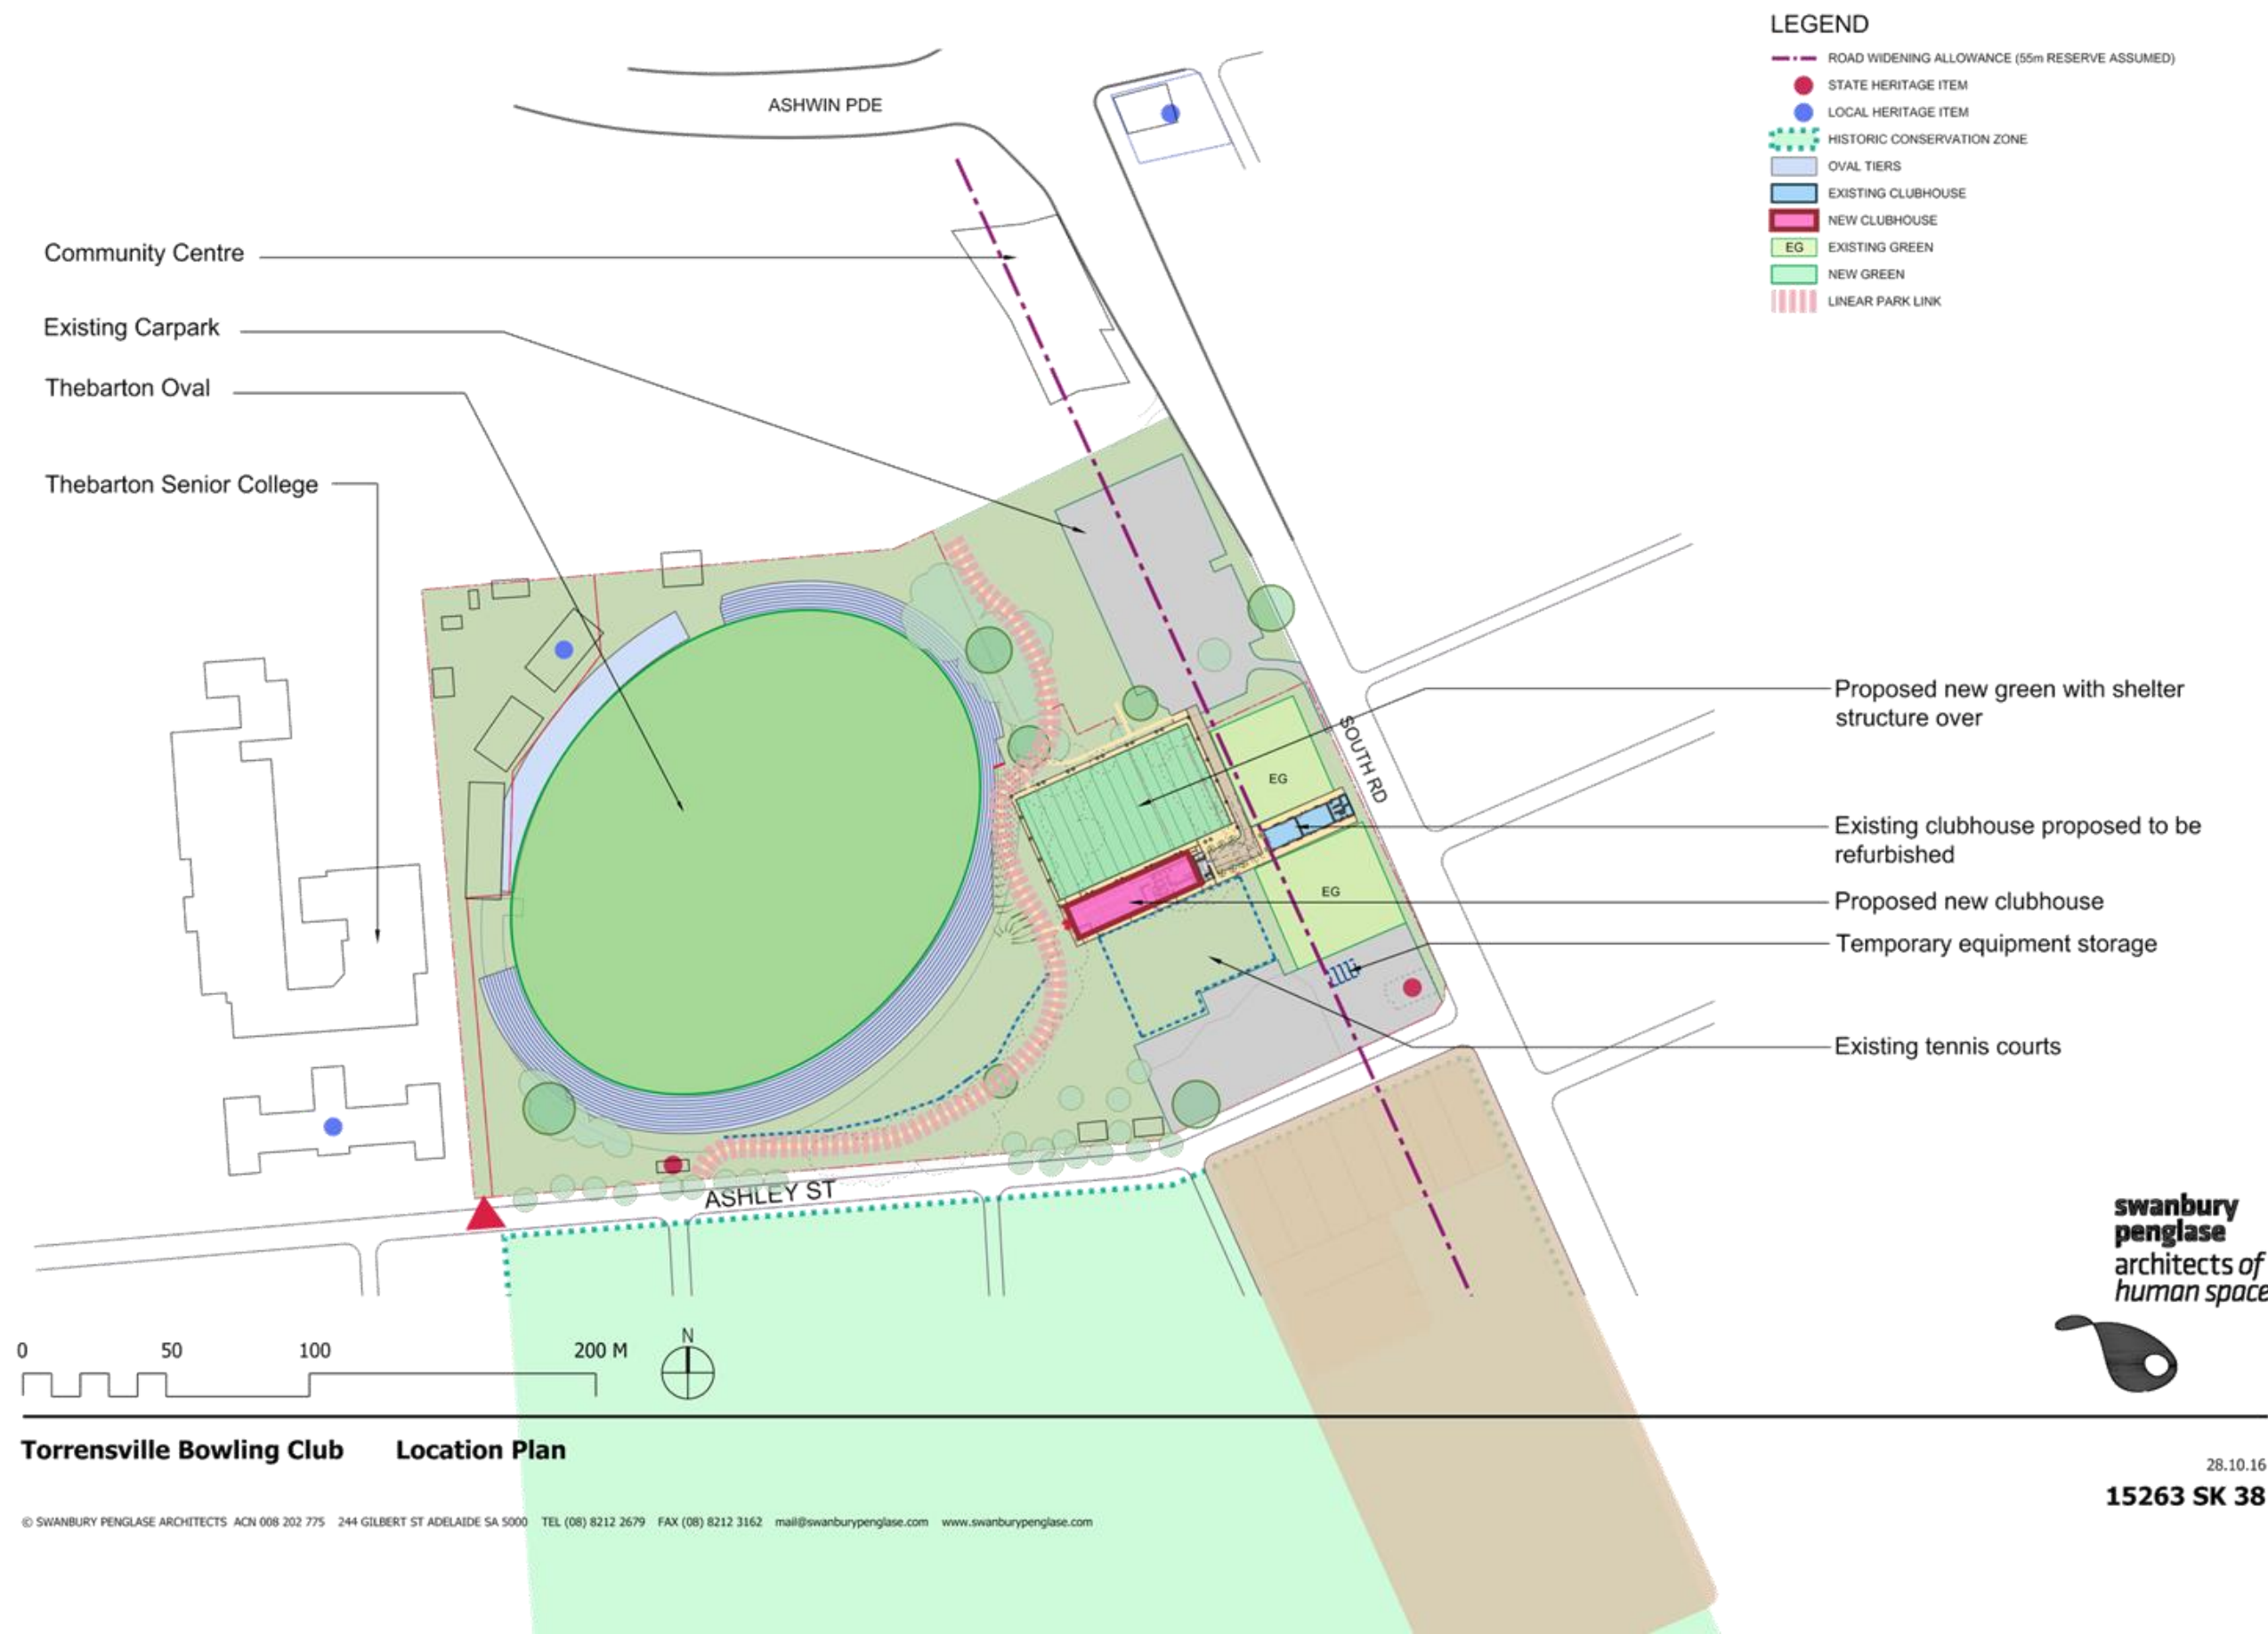 LEGEND
ROAD WIDENING ALLOWANCE (55m RESERVE ASSUMED)
STATE HERITAGE ITEM
LOCAL HERITAGE ITEM
HISTORIC CONSERVATION ZONE
OVAL TIERS
EXISTING CLUBHOUSE
NEW CLUBHOUSE
EG EXISTING GREEN
NEW GREEN
LINEAR PARK LINK
ASHWIN PDE
Community Centre
Existing Carpark
Thebarton Oval
Thebarton Senior College
SOUTH RD
EG
EG
Proposed new green with shelter
structure over
Existing clubhouse proposed to be
refurbished
Proposed new clubhouse
Temporary equipment storage
Existing tennis courts
ASHLEY ST
swanbury
penglase
architects of
human space
0 50 100 200 M
N
Torrensville Bowling Club Location Plan
28.10.16
15263 SK 38
© SWANBURY PENGLASE ARCHITECTS ACN 008 202 775 244 GILBERT ST ADELAIDE SA 5000 TEL (08) 8212 2679 FAX (08) 8212 3162 mail@swanburypenglase.com www.swanburypenglase.com